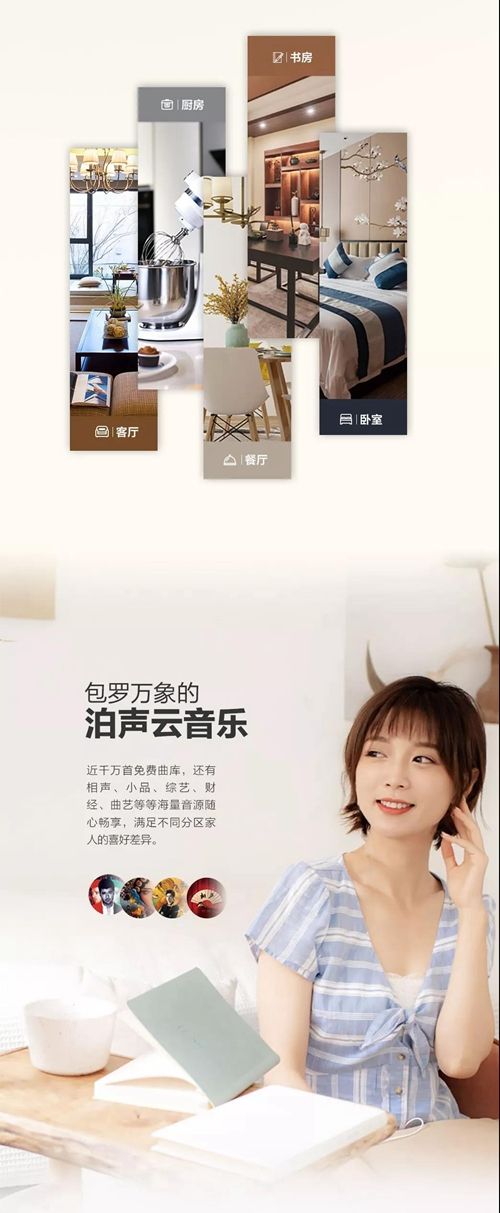 书房
厨房
客厅
餐厅
卧室
包罗万象的
泊声云音乐
近千万首免费曲库，还有
相声、小品、综艺、财
经、曲艺等等海量音源随
心畅享，满足不同分区家
人的喜好差异。